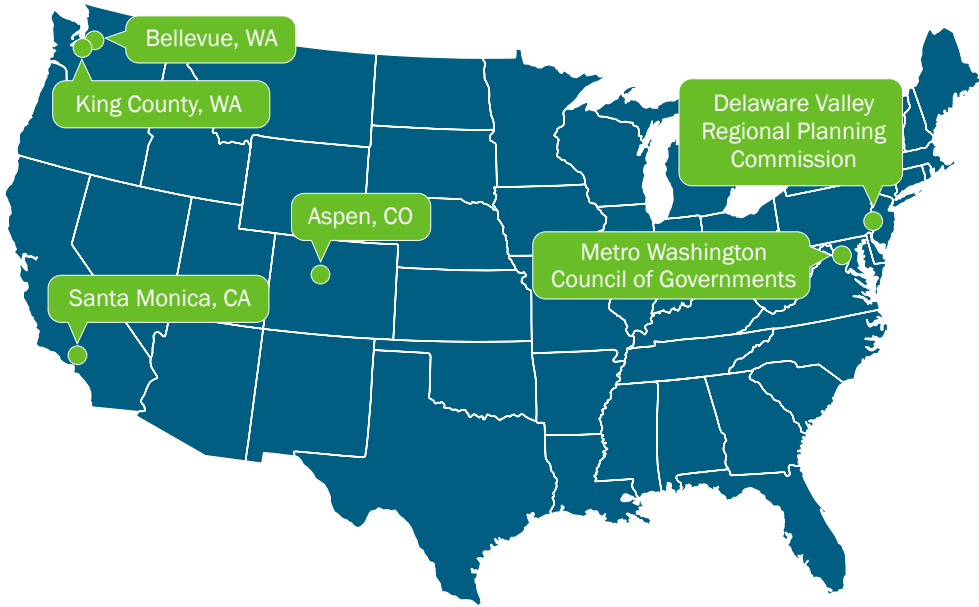 Bellevue, WA
King County, WA
Delaware Valley
Regional Planning
Commission
Aspen, CO
Metro Washington
Council of Governments
Santa Monica, CA